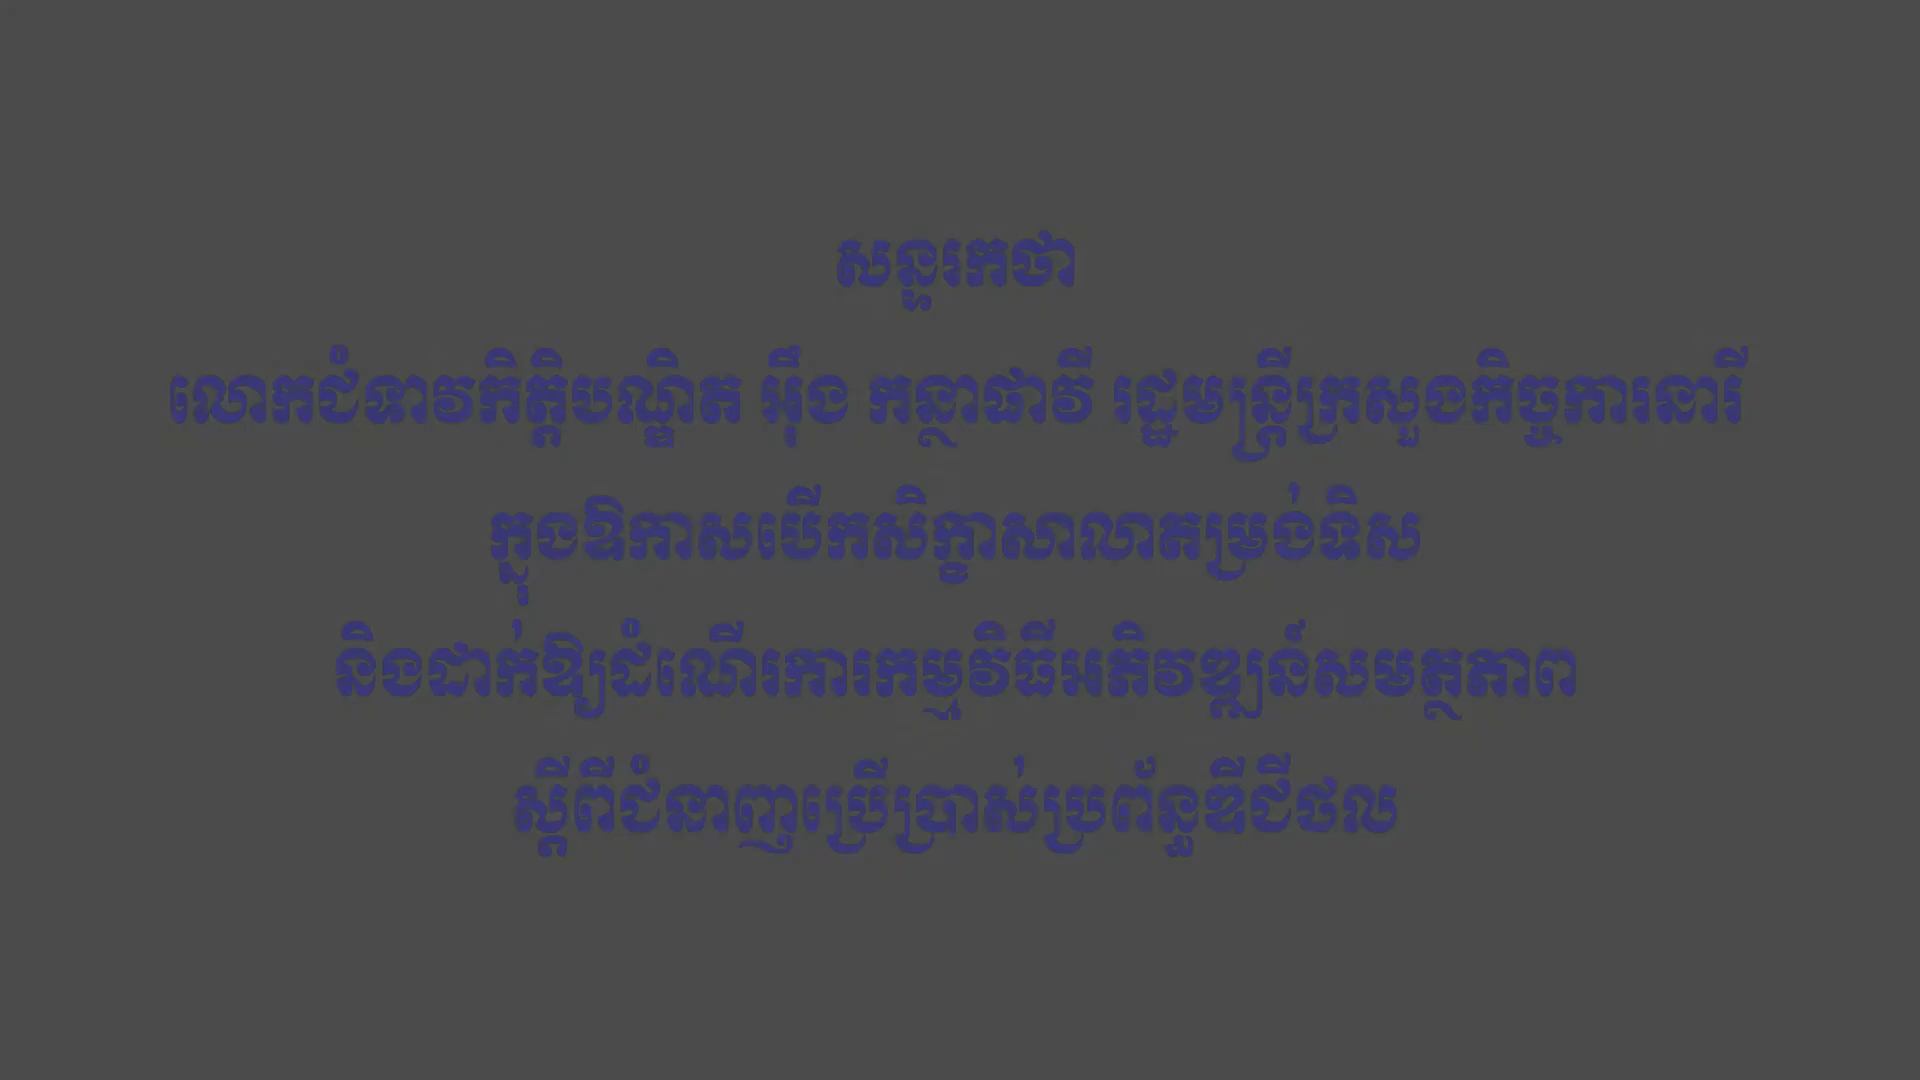 សន្ទរកថា
លោកជំទាវកិត្តិបណ្ឌិត អ៊ឹង កន្ថាផាវី រដ្ឋមន្ត្រីក្រសួងកិច្ចការនារី
ក្នុងឱកាសបើកសិក្ខាសាលាតម្រង់ទិស
និងដាក់ឱ្យដំណើរការកម្មវិធីអភិវឌ្ឍន៍សមត្ថភាព
ស្តីពីជំនាញប្រើប្រាស់ប្រព័ន្ធឌីជីថល